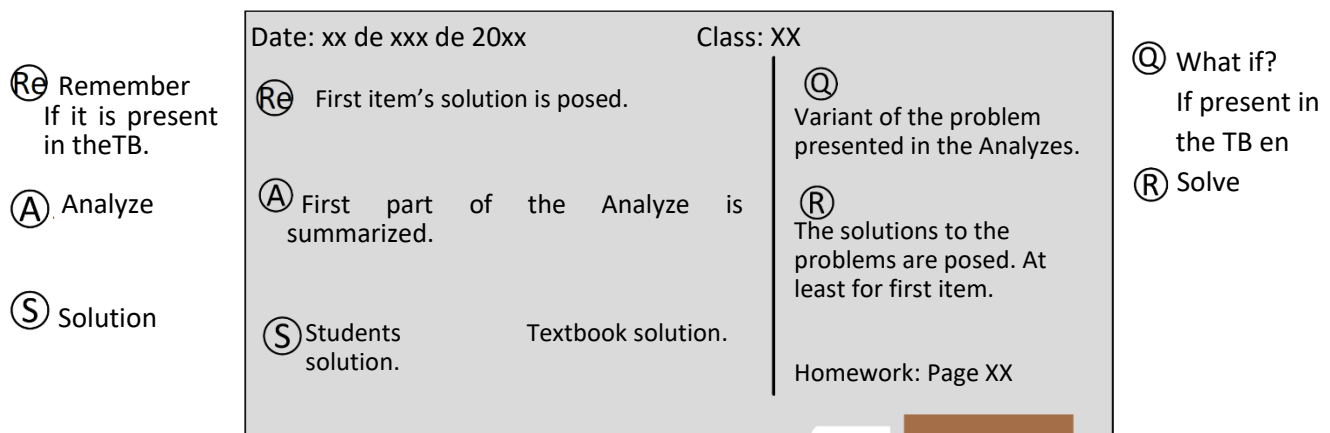 Re Remember
If it is present
in theTB.
A Analyze
S Solution
Date: xx de xxx de 20xx Class: XX
Re First item’s solution is posed.
A First part of the Analyze is
summarized.
S Students Textbook solution.
solution.
Q
Variant of the problem
presented in the Analyzes.
R
The solutions to the
problems are posed. At
least for first item.
Homework: Page XX
Q What if?
If present in
the TB en
R Solve